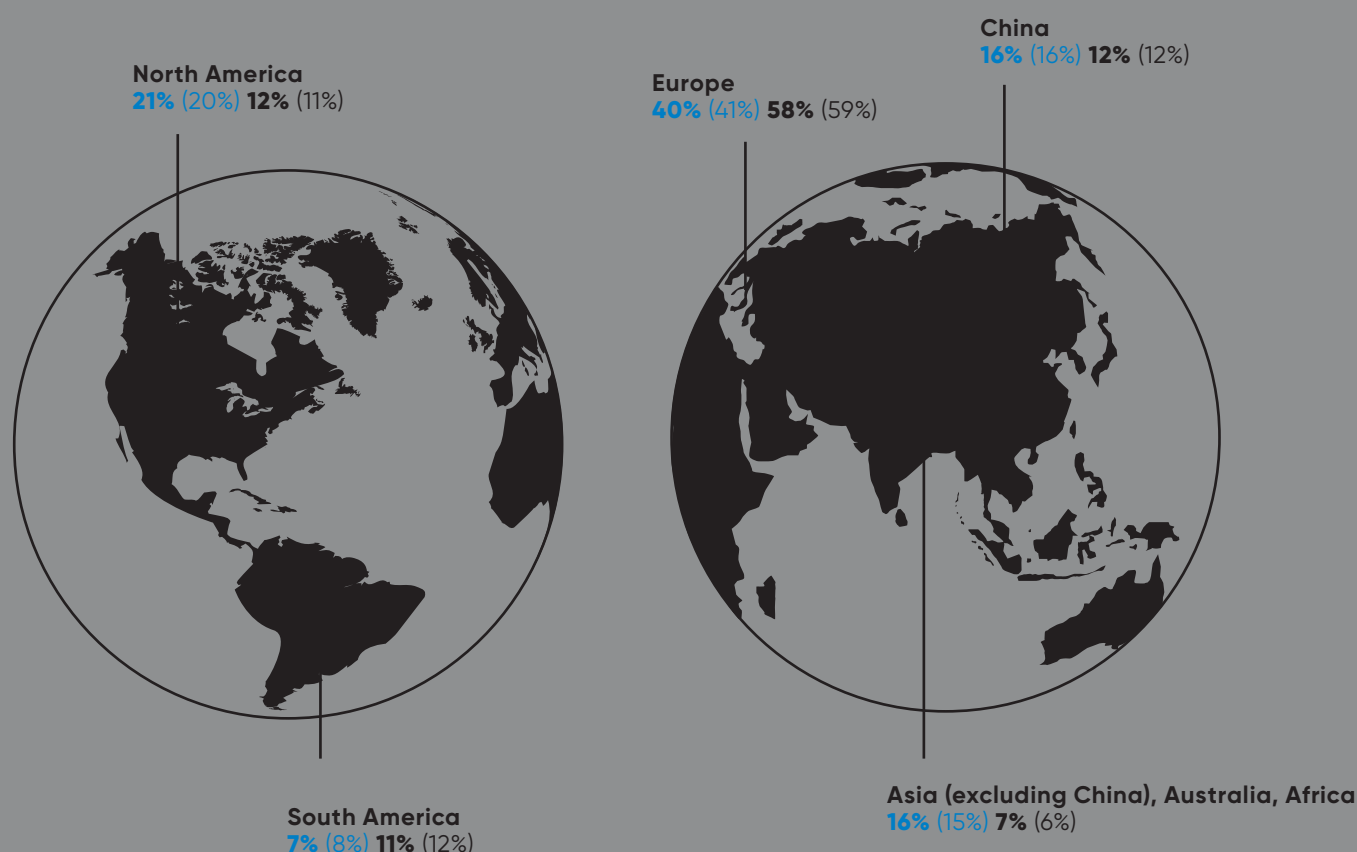 China
16% (16%) 12% (12%)
North America
21% (20%) 12% (11%)
Europe
40% (41%) 58% (59%)
South America
7% (8%) 11% (12%)
Asia (excluding China), Australia, Africa
16% (15%) 7% (6%)